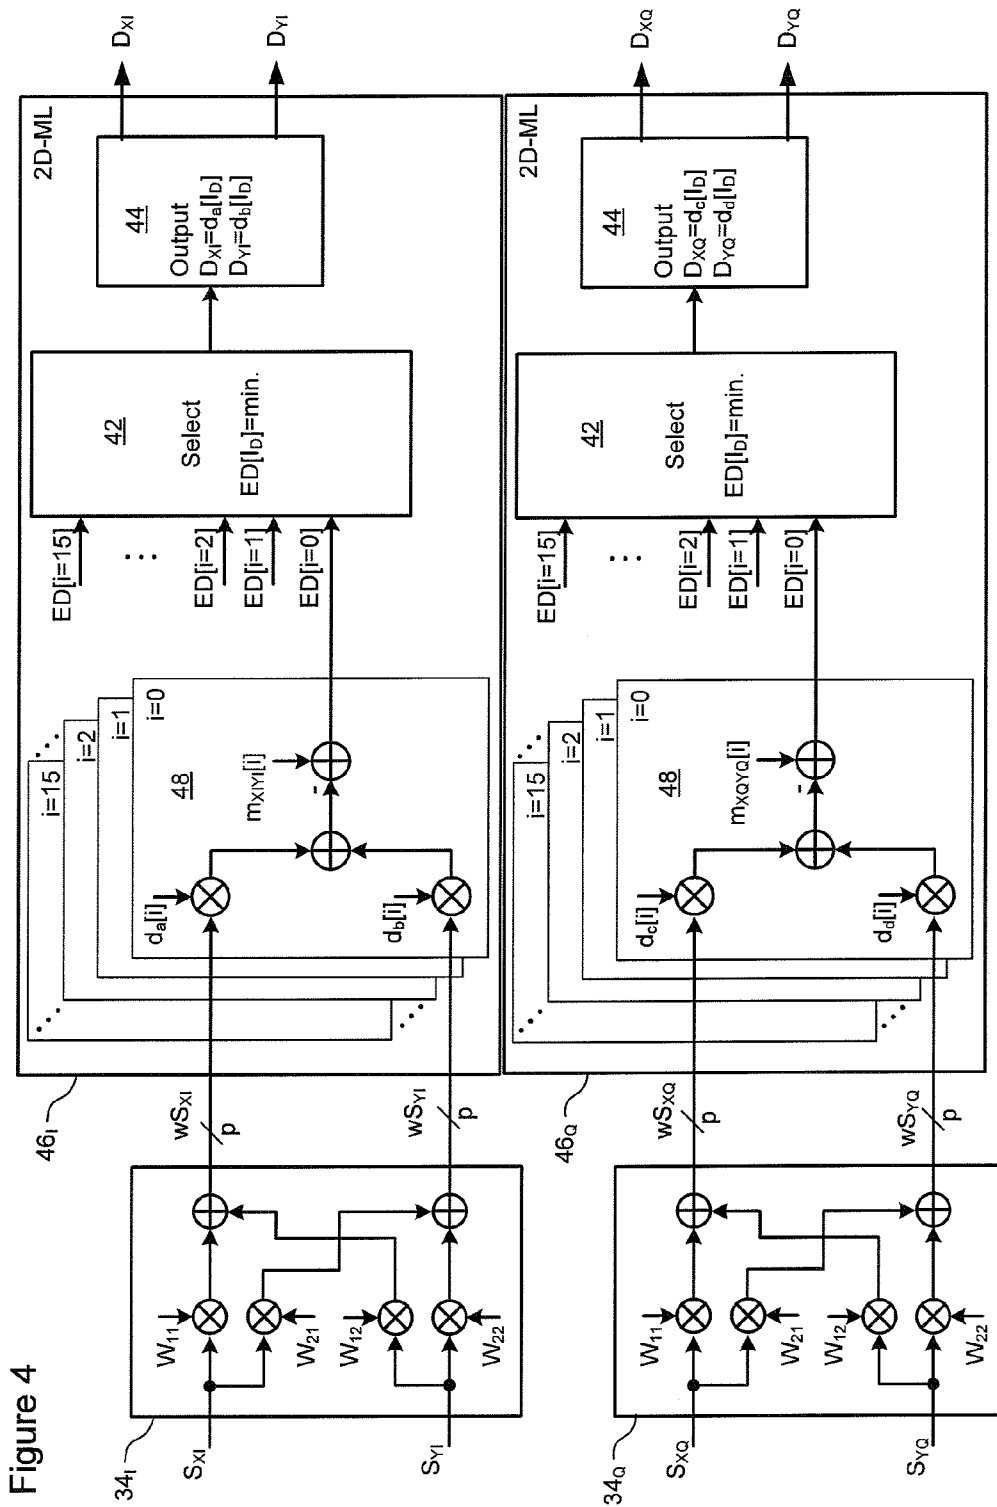 Figure 4
34I
SXI
SYI
W11
W21
W12
W22
wSXI
p
wSYI
p
46I
2D-ML
i=15
i=2
i=1
i=0
48
da[i]
db[i]
mXIYI[i]
-
ED[i=15]
...
ED[i=2]
ED[i=1]
ED[i=0]
42
Select
ED[ID]=min.
44
Output
DXI=da[ID]
DYI=db[ID]
DXI
DYI
34Q
SXQ
SYQ
W11
W21
W12
W22
wSXQ
p
wSYQ
p
46Q
2D-ML
i=15
i=2
i=1
i=0
48
dc[i]
dd[i]
mXQYQ[i]
-
ED[i=15]
...
ED[i=2]
ED[i=1]
ED[i=0]
42
Select
ED[ID]=min.
44
Output
DXQ=dc[ID]
DYQ=dd[ID]
DXQ
DYQ